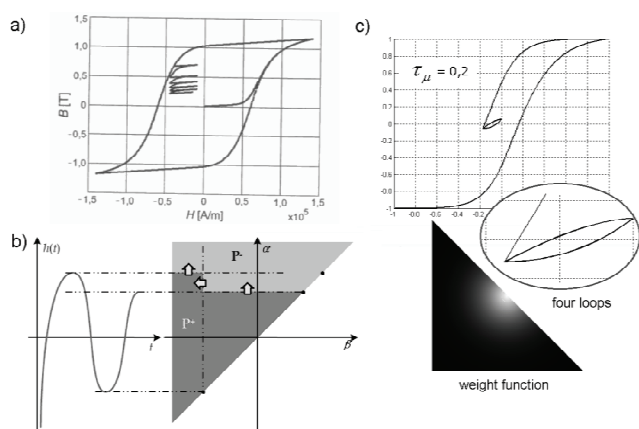 a)
1,5
1,0
0,5
0
-0,5
-1,0
-1,5
B [T]
-1,5 -1,0 -0,5 0 0,5 1,0 1,5
H [A/m]
x10⁵
b)
h(t)
t
α
P⁻
P⁺
β
c)
τμ = 0,2
1
0.8
0.6
0.4
0.2
0
-0.2
-0.4
-0.6
-0.8
-1
-1 -0.8 -0.6 -0.4 -0.2
four loops
weight function